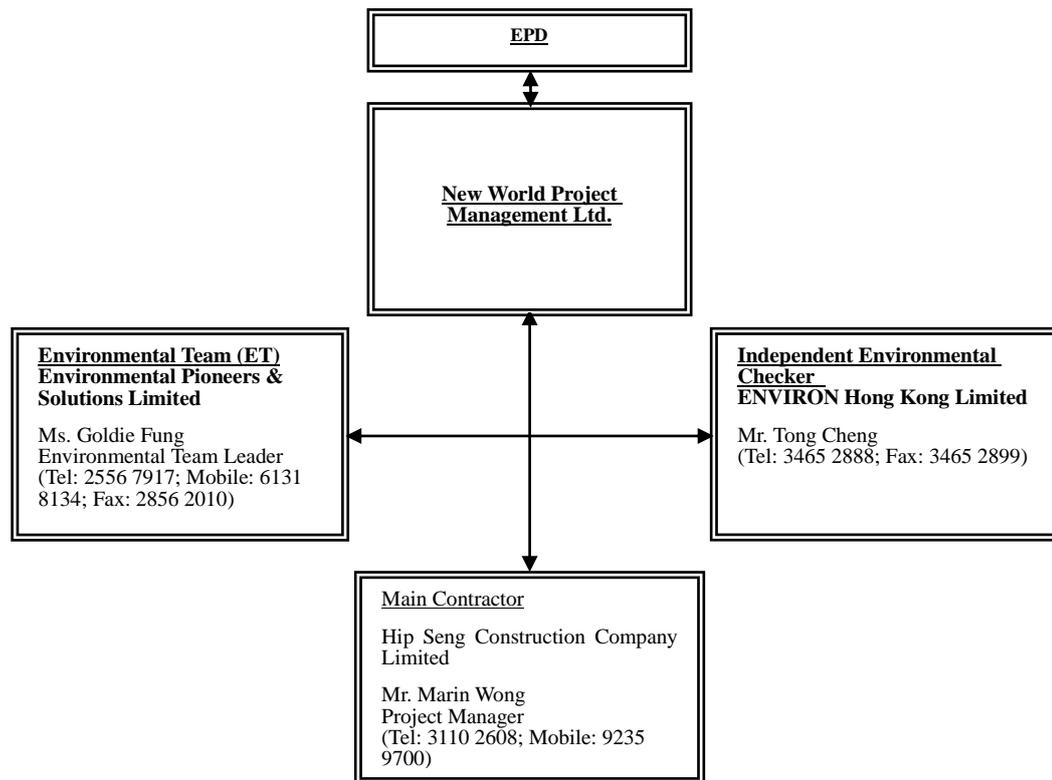 EPD
New World Project
Management Ltd.
Environmental Team (ET)
Environmental Pioneers &
Solutions Limited
Ms. Goldie Fung
Environmental Team Leader
(Tel: 2556 7917; Mobile: 6131
8134; Fax: 2856 2010)
Independent Environmental
Checker
ENVIRON Hong Kong Limited
Mr. Tong Cheng
(Tel: 3465 2888; Fax: 3465 2899)
Main Contractor
Hip Seng Construction Company
Limited
Mr. Marin Wong
Project Manager
(Tel: 3110 2608; Mobile: 9235
9700)